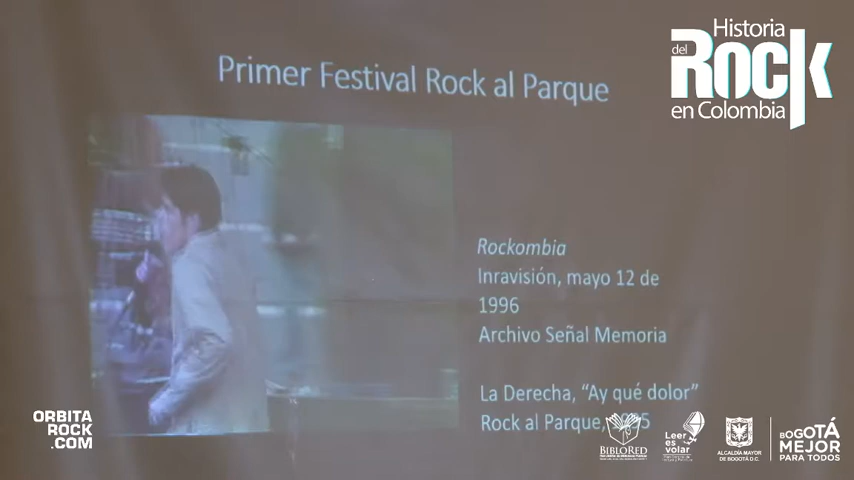 Historia
del
ROCK
en Colombia
Primer Festival Rock al Parque
Rockombia
Inravisión, mayo 12 de
1996
Archivo Señal Memoria
La Derecha, “Ay qué dolor”
Rock al Parque, 1995
ORBITA
ROCK
.COM
BIBLORED
Leer
es
volar
ALCALDÍA MAYOR
DE BOGOTÁ D.C.
BOGOTÁ
MEJOR
PARA TODOS